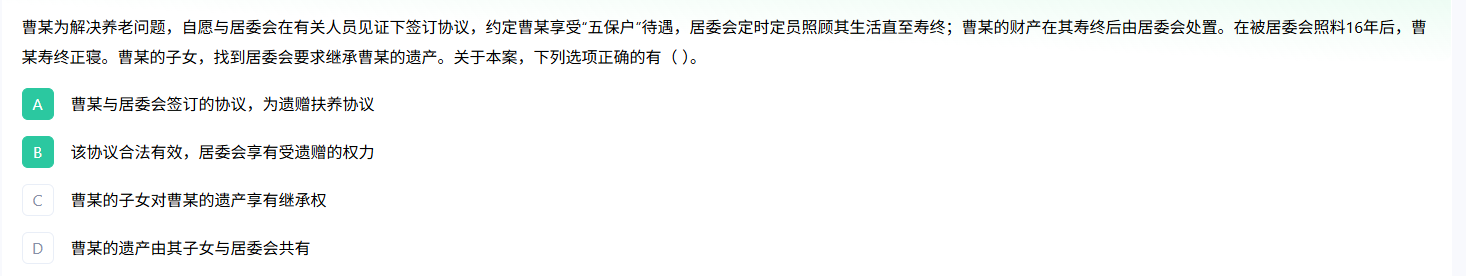 曹某为解决养老问题，自愿与居委会在有关人员见证下签订协议，约定曹某享受“五保户”待遇，居委会定时定员照顾其生活直至寿终；曹某的财产在其寿终后由居委会处置。在被居委会照料16年后，曹
某寿终正寝。曹某的子女，找到居委会要求继承曹某的遗产。关于本案，下列选项正确的有（ ）。
A 曹某与居委会签订的协议，为遗赠扶养协议
B 该协议合法有效，居委会享有受遗赠的权力
C 曹某的子女对曹某的遗产享有继承权
D 曹某的遗产由其子女与居委会共有